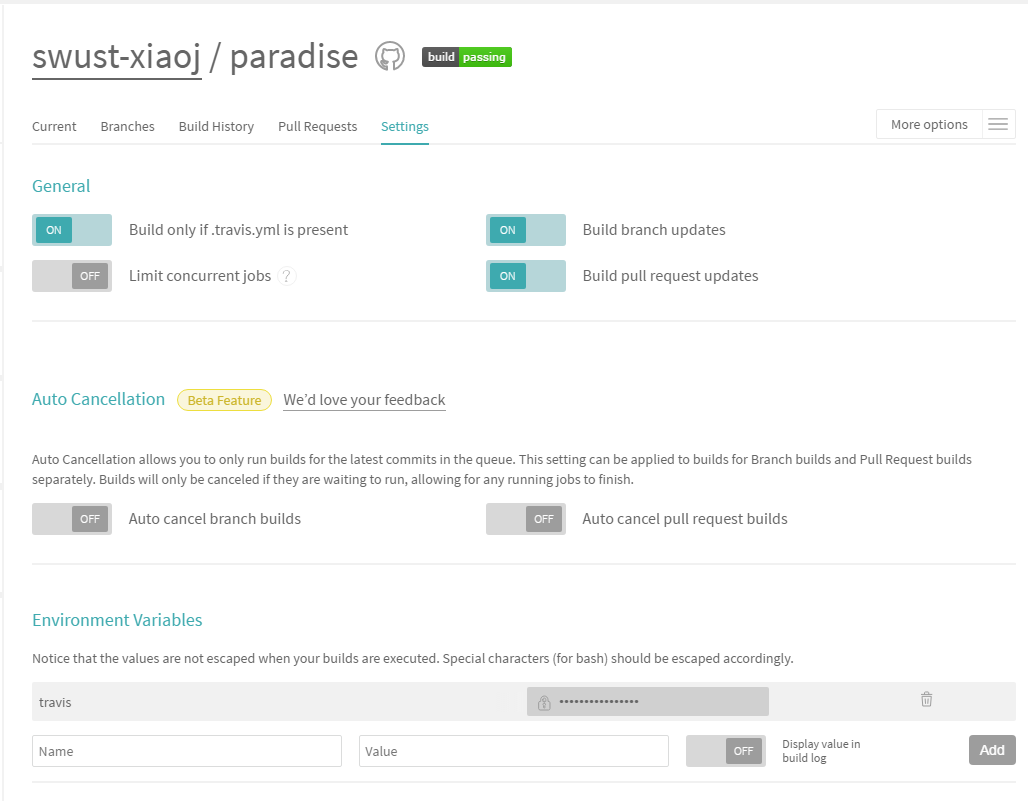 swust-xiaoj / paradise build passing
Current Branches Build History Pull Requests Settings More options
General
ON Build only if .travis.yml is present ON Build branch updates
OFF Limit concurrent jobs ? ON Build pull request updates
Auto Cancellation Beta Feature We’d love your feedback
Auto Cancellation allows you to only run builds for the latest commits in the queue. This setting can be applied to builds for Branch builds and Pull Request builds
separately. Builds will only be canceled if they are waiting to run, allowing for any running jobs to finish.
OFF Auto cancel branch builds OFF Auto cancel pull request builds
Environment Variables
Notice that the values are not escaped when your builds are executed. Special characters (for bash) should be escaped accordingly.
travis ••••••••••••••••
Name Value OFF Display value in
build log Add